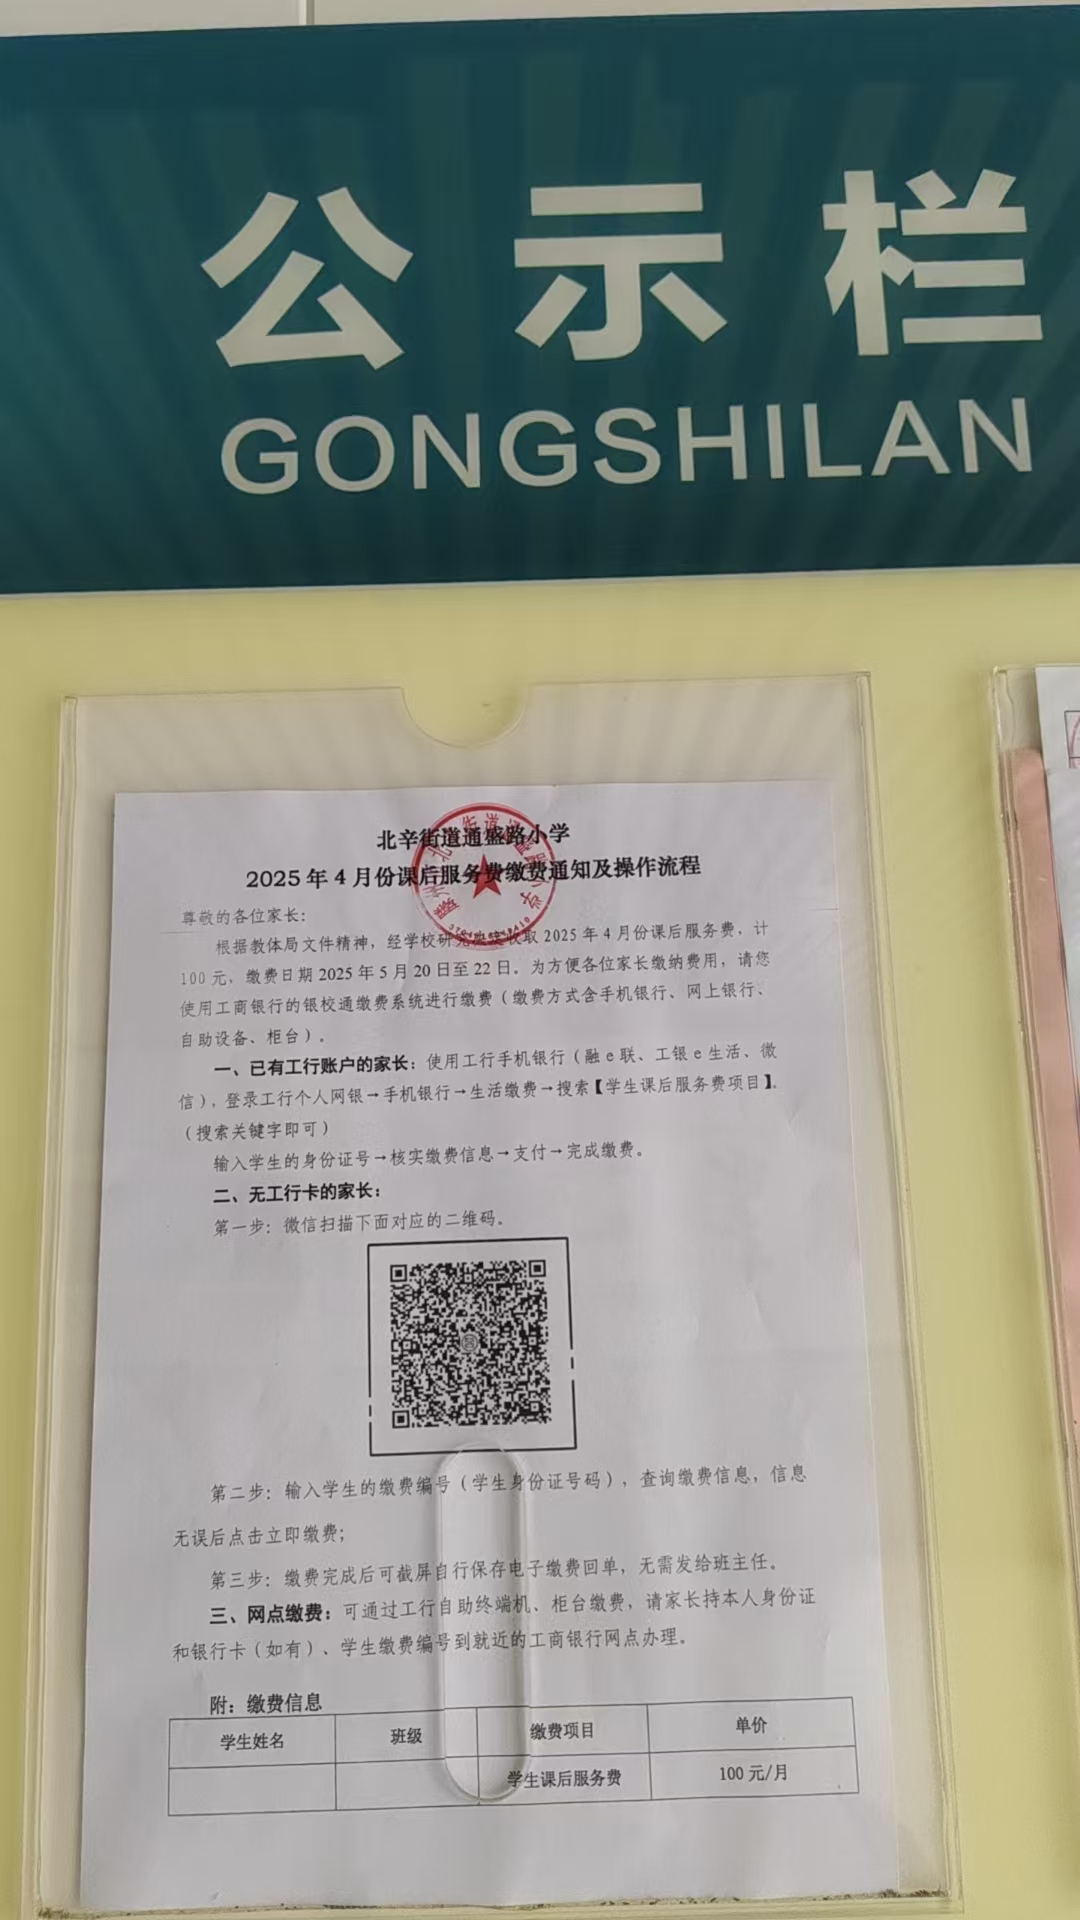 公示栏
GONGSHILAN
北辛街道通盛路小学
2025年4月份课后服务费缴费通知及操作流程
尊敬的各位家长：
根据教体局文件精神，经学校研究决定收取2025年4月份课后服务费，计
100元，缴费日期2025年5月20日至22日。为方便各位家长缴纳费用，请您
使用工商银行的银校通缴费系统进行缴费（缴费方式含手机银行、网上银行、
自助设备、柜台）。
一、已有工行账户的家长：使用工行手机银行（融e联、工银e生活、微
信），登录工行个人网银→手机银行→生活缴费→搜索【学生课后服务费项目】。
（搜索关键字即可）
输入学生的身份证号→核实缴费信息→支付→完成缴费。
二、无工行卡的家长：
第一步：微信扫描下面对应的二维码。
第二步：输入学生的缴费编号（学生身份证号码），查询缴费信息，信息
无误后点击立即缴费；
第三步：缴费完成后可截屏自行保存电子缴费回单，无需发给班主任。
三、网点缴费：可通过工行自助终端机、柜台缴费，请家长持本人身份证
和银行卡（如有）、学生缴费编号到就近的工商银行网点办理。
附：缴费信息
学生姓名 班级 缴费项目 单价
学生课后服务费 100元/月